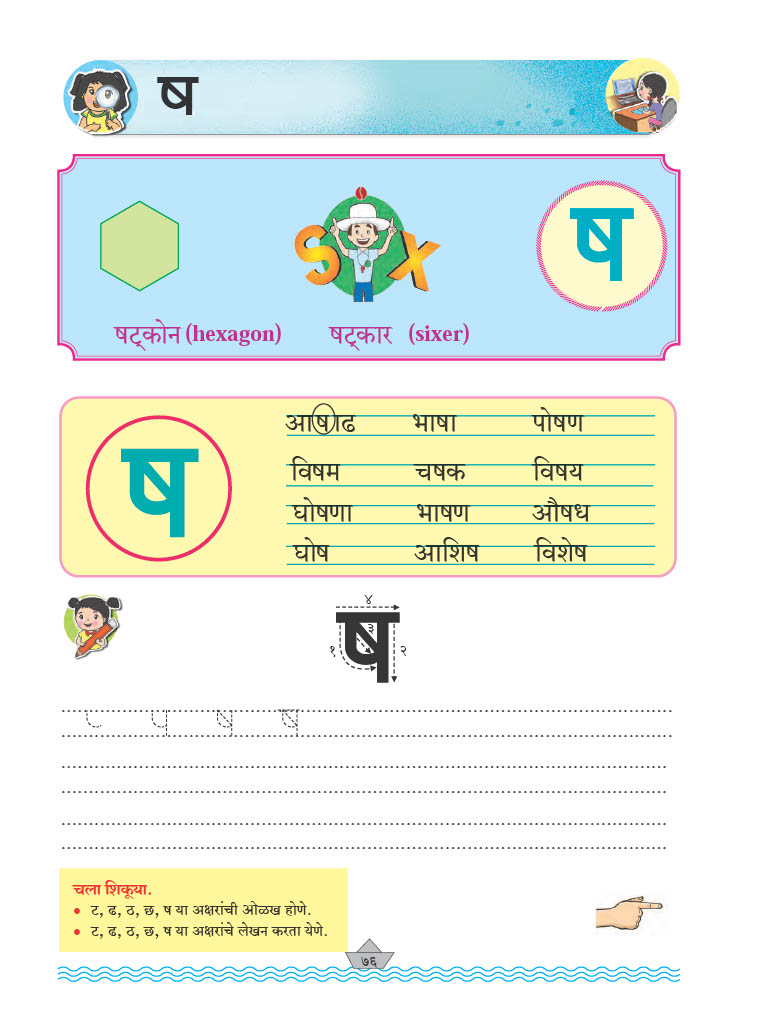 ष
SIX
ष
षट्कोन (hexagon) षट्कार (sixer)
ष
आषाढ भाषा पोषण
विषम चषक विषय
घोषणा भाषण औषध
घोष आशिष विशेष
४
ष
१ ३ २
ष
चला शिकूया.
• ट, ढ, ठ, छ, ष या अक्षरांची ओळख होणे.
• ट, ढ, ठ, छ, ष या अक्षरांचे लेखन करता येणे.
७६